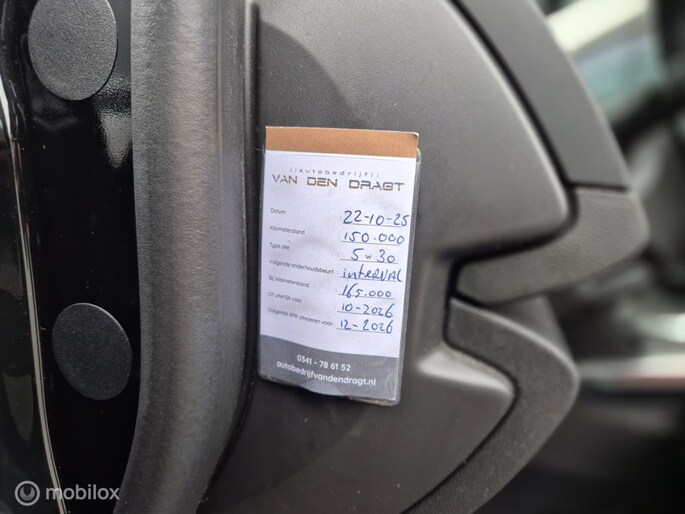 ||autobedrijf||
VAN DEN DRAGT
Datum 22-10-25
Kilometerstand 150.000
Type olie 5 w 30
Volgende onderhoudsbeurt : intERVAL
Bij kilometerstand : 165.000
Of uiterlijk voor : 10-2026
Volgende APK uitvoeren voor: 12-2026
0341 - 78 61 52
autobedrijfvandendragt.nl
mobilox